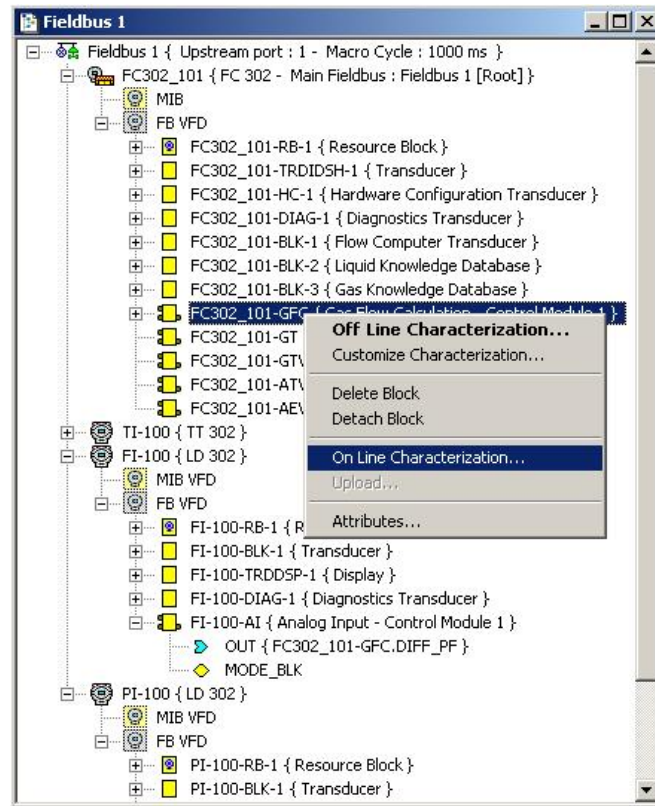 Fieldbus 1
Fieldbus 1 { Upstream port : 1 - Macro Cycle : 1000 ms }
FC302_101 { FC 302 - Main Fieldbus : Fieldbus 1 [Root] }
MIB
FB VFD
FC302_101-RB-1 { Resource Block }
FC302_101-TRDIDSH-1 { Transducer }
FC302_101-HC-1 { Hardware Configuration Transducer }
FC302_101-DIAG-1 { Diagnostics Transducer }
FC302_101-BLK-1 { Flow Computer Transducer }
FC302_101-BLK-2 { Liquid Knowledge Database }
FC302_101-BLK-3 { Gas Knowledge Database }
FC302_101-GFC { Gas Flow Calculation - Control Module 1 }
Off Line Characterization...
FC302_101-GT
Customize Characterization...
FC302_101-GTV
FC302_101-ATV
Delete Block
FC302_101-AEV
Detach Block
TI-100 { TT 302 }
FI-100 { LD 302 }
On Line Characterization...
MIB VFD
Upload...
FB VFD
FI-100-RB-1 { R
Attributes...
FI-100-BLK-1 { Transducer }
FI-100-TRDDSP-1 { Display }
FI-100-DIAG-1 { Diagnostics Transducer }
FI-100-AI { Analog Input - Control Module 1 }
OUT { FC302_101-GFC.DIFF_PF }
MODE_BLK
PI-100 { LD 302 }
MIB VFD
FB VFD
PI-100-RB-1 { Resource Block }
PI-100-BLK-1 { Transducer }